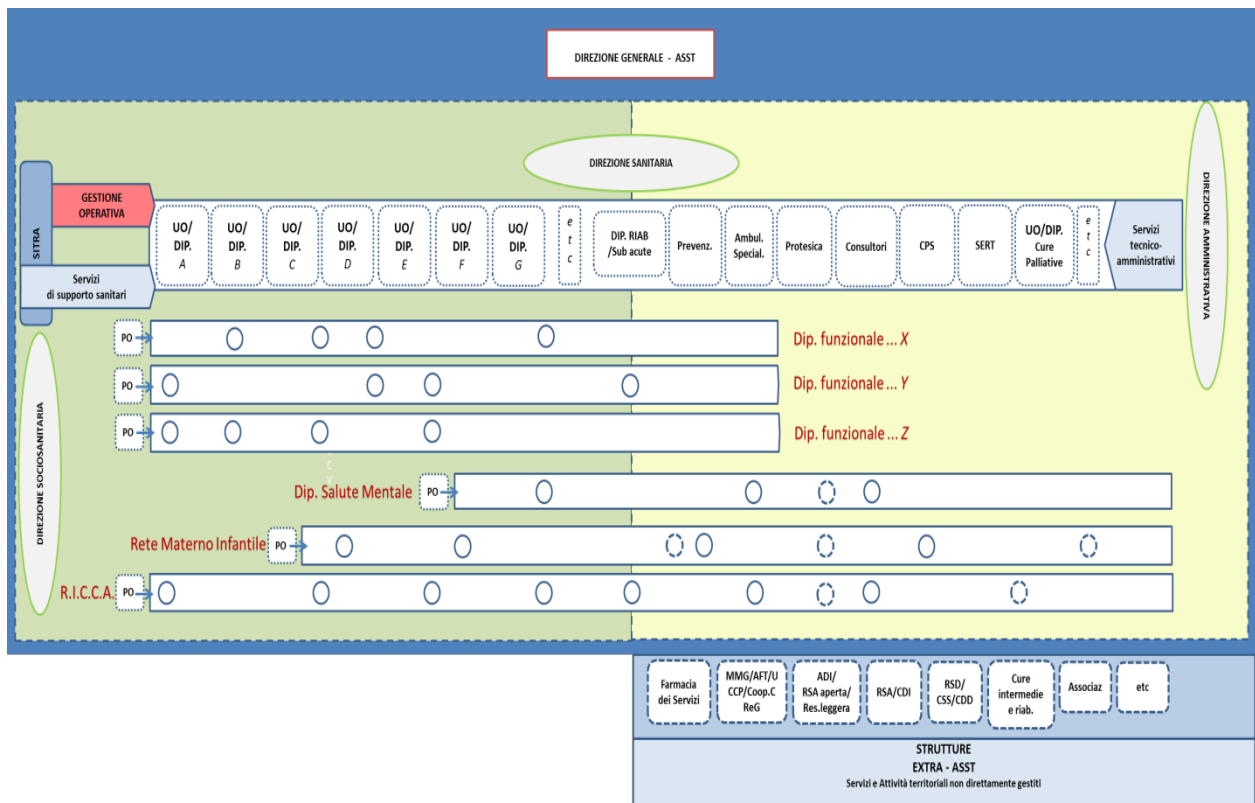 DIREZIONE GENERALE - ASST
DIREZIONE SANITARIA
DIREZIONE AMMINISTRATIVA
SITRA
GESTIONE
OPERATIVA
Servizi
di supporto sanitari
UO/
DIP.
A
UO/
DIP.
B
UO/
DIP.
C
UO/
DIP.
D
UO/
DIP.
E
UO/
DIP.
F
UO/
DIP.
G
etc
DIP. RIAB
/Sub acute
Prevenz.
Ambul.
Special.
Protesica
Consultori
CPS
SERT
UO/DIP.
Cure
Palliative
etc
Servizi
tecnico-
amministrativi
DIREZIONE SOCIOSANITARIA
PO
Dip. funzionale ... X
PO
Dip. funzionale ... Y
PO
Dip. funzionale ... Z
Dip. Salute Mentale
PO
Rete Materno Infantile
PO
R.I.C.C.A.
PO
Farmacia
dei Servizi
MMG/AFT/U
CCP/Coop.C
ReG
ADI/
RSA aperta/
Res.leggera
RSA/CDI
RSD/
CSS/CDD
Cure
intermedie
e riab.
Associaz
etc
STRUTTURE
EXTRA - ASST
Servizi e Attività territoriali non direttamente gestiti